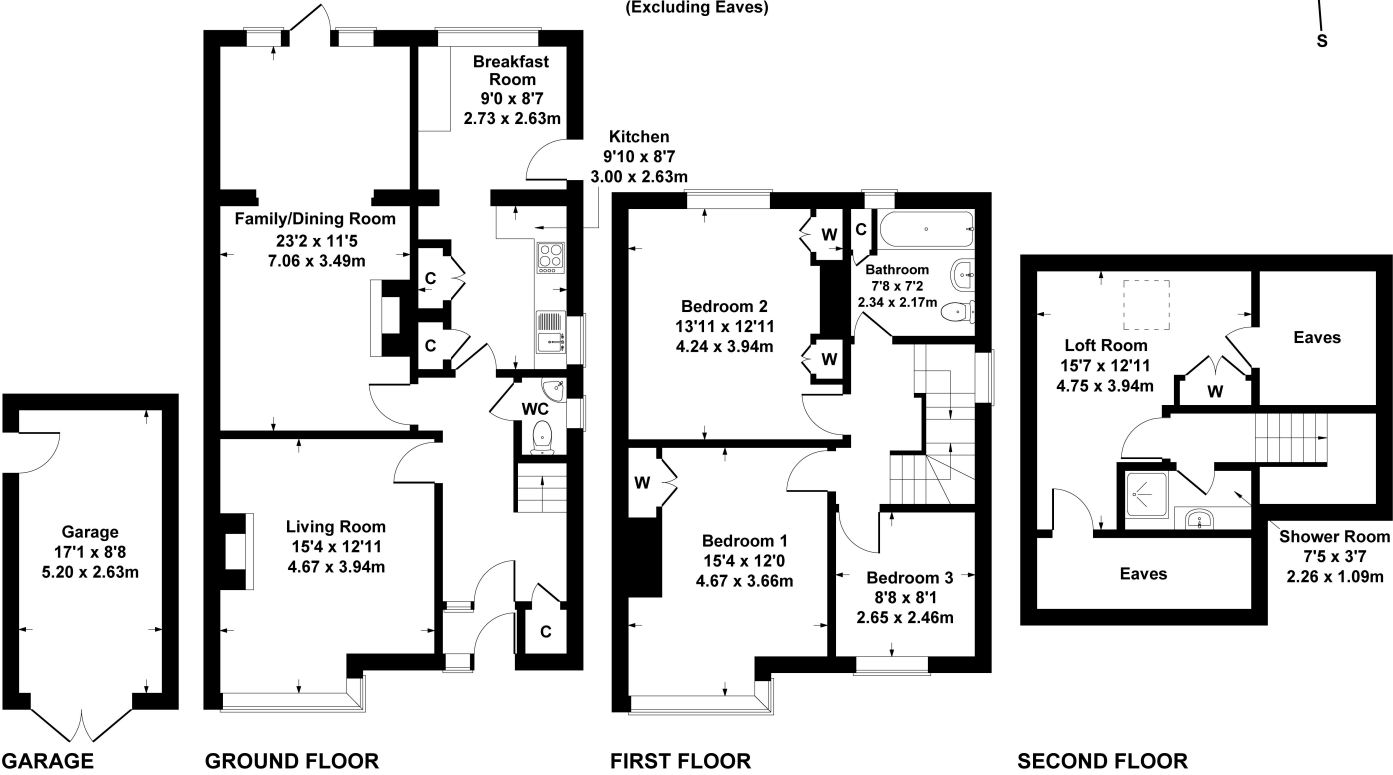 (Excluding Eaves)
S
Breakfast
Room
9'0 x 8'7
2.73 x 2.63m
Kitchen
9'10 x 8'7
3.00 x 2.63m
Family/Dining Room
23'2 x 11'5
7.06 x 3.49m
C
C
WC
Living Room
15'4 x 12'11
4.67 x 3.94m
C
Garage
17'1 x 8'8
5.20 x 2.63m
W
C
Bathroom
7'8 x 7'2
2.34 x 2.17m
Bedroom 2
13'11 x 12'11
4.24 x 3.94m
W
W
Bedroom 1
15'4 x 12'0
4.67 x 3.66m
Bedroom 3
8'8 x 8'1
2.65 x 2.46m
Loft Room
15'7 x 12'11
4.75 x 3.94m
Eaves
W
Shower Room
7'5 x 3'7
2.26 x 1.09m
Eaves
GARAGE
GROUND FLOOR
FIRST FLOOR
SECOND FLOOR